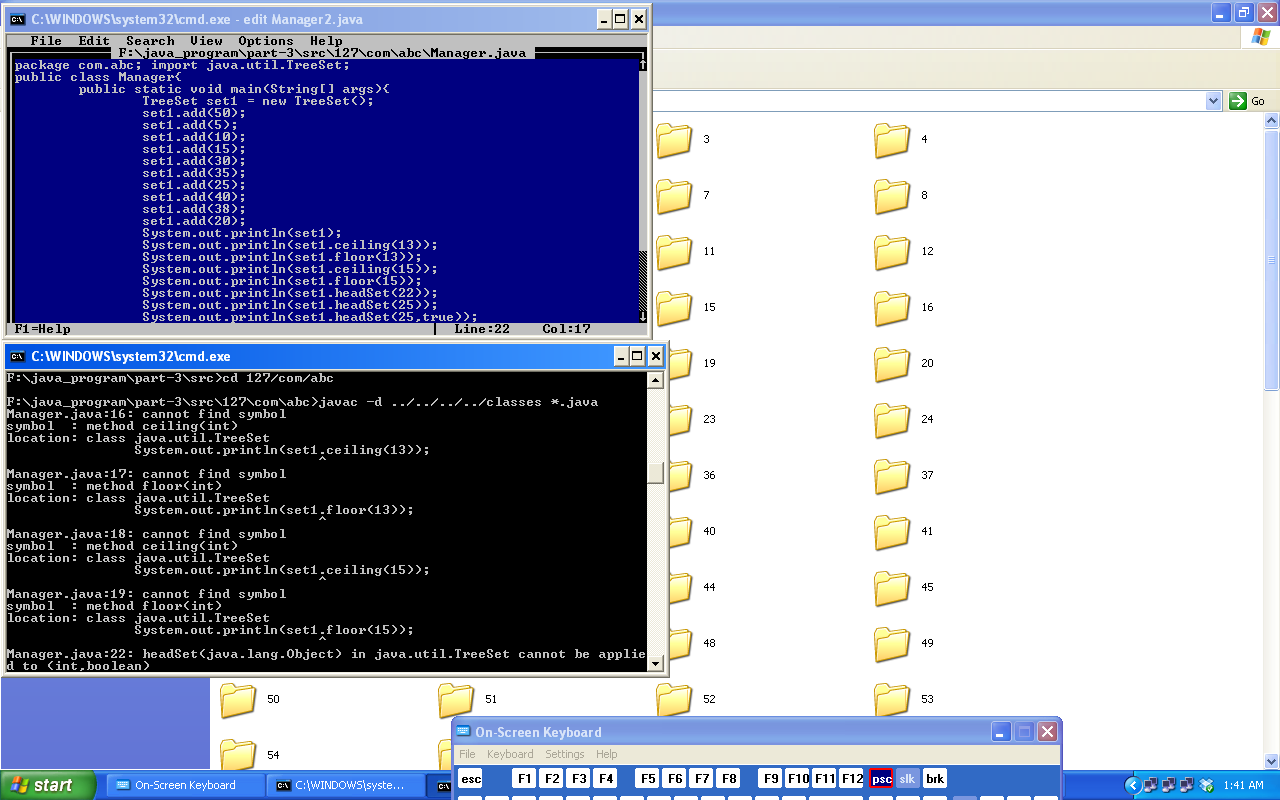 C:\WINDOWS\system32\cmd.exe - edit Manager2.java
File Edit Search View Options Help
F:\java_program\part-3\src\127\com\abc\Manager.java
package com.abc; import java.util.TreeSet;
public class Manager{
public static void main(String[] args){
TreeSet set1 = new TreeSet();
set1.add(50);
set1.add(5);
set1.add(10);
set1.add(15);
set1.add(30);
set1.add(35);
set1.add(25);
set1.add(40);
set1.add(38);
set1.add(20);
System.out.println(set1);
System.out.println(set1.ceiling(13));
System.out.println(set1.floor(13));
System.out.println(set1.ceiling(15));
System.out.println(set1.floor(15));
System.out.println(set1.headSet(22));
System.out.println(set1.headSet(25));
System.out.println(set1.headSet(25,true));
F1=Help | Line:22 Col:17
C:\WINDOWS\system32\cmd.exe
F:\java_program\part-3\src>cd 127/com/abc
F:\java_program\part-3\src\127\com\abc>javac -d ../../../../classes *.java
Manager.java:16: cannot find symbol
symbol  : method ceiling(int)
location: class java.util.TreeSet
System.out.println(set1.ceiling(13));
^
Manager.java:17: cannot find symbol
symbol  : method floor(int)
location: class java.util.TreeSet
System.out.println(set1.floor(13));
^
Manager.java:18: cannot find symbol
symbol  : method ceiling(int)
location: class java.util.TreeSet
System.out.println(set1.ceiling(15));
^
Manager.java:19: cannot find symbol
symbol  : method floor(int)
location: class java.util.TreeSet
System.out.println(set1.floor(15));
^
Manager.java:22: headSet(java.lang.Object) in java.util.TreeSet cannot be applie
d to (int,boolean)
Go
3 4
7 8
11 12
15 16
19 20
23 24
36 37
40 41
44 45
48 49
50 51 52 53
54
On-Screen Keyboard
File Keyboard Settings Help
esc F1 F2 F3 F4 F5 F6 F7 F8 F9 F10 F11 F12 psc slk brk
start On-Screen Keyboard C:\WINDOWS\syste... 1:41 AM